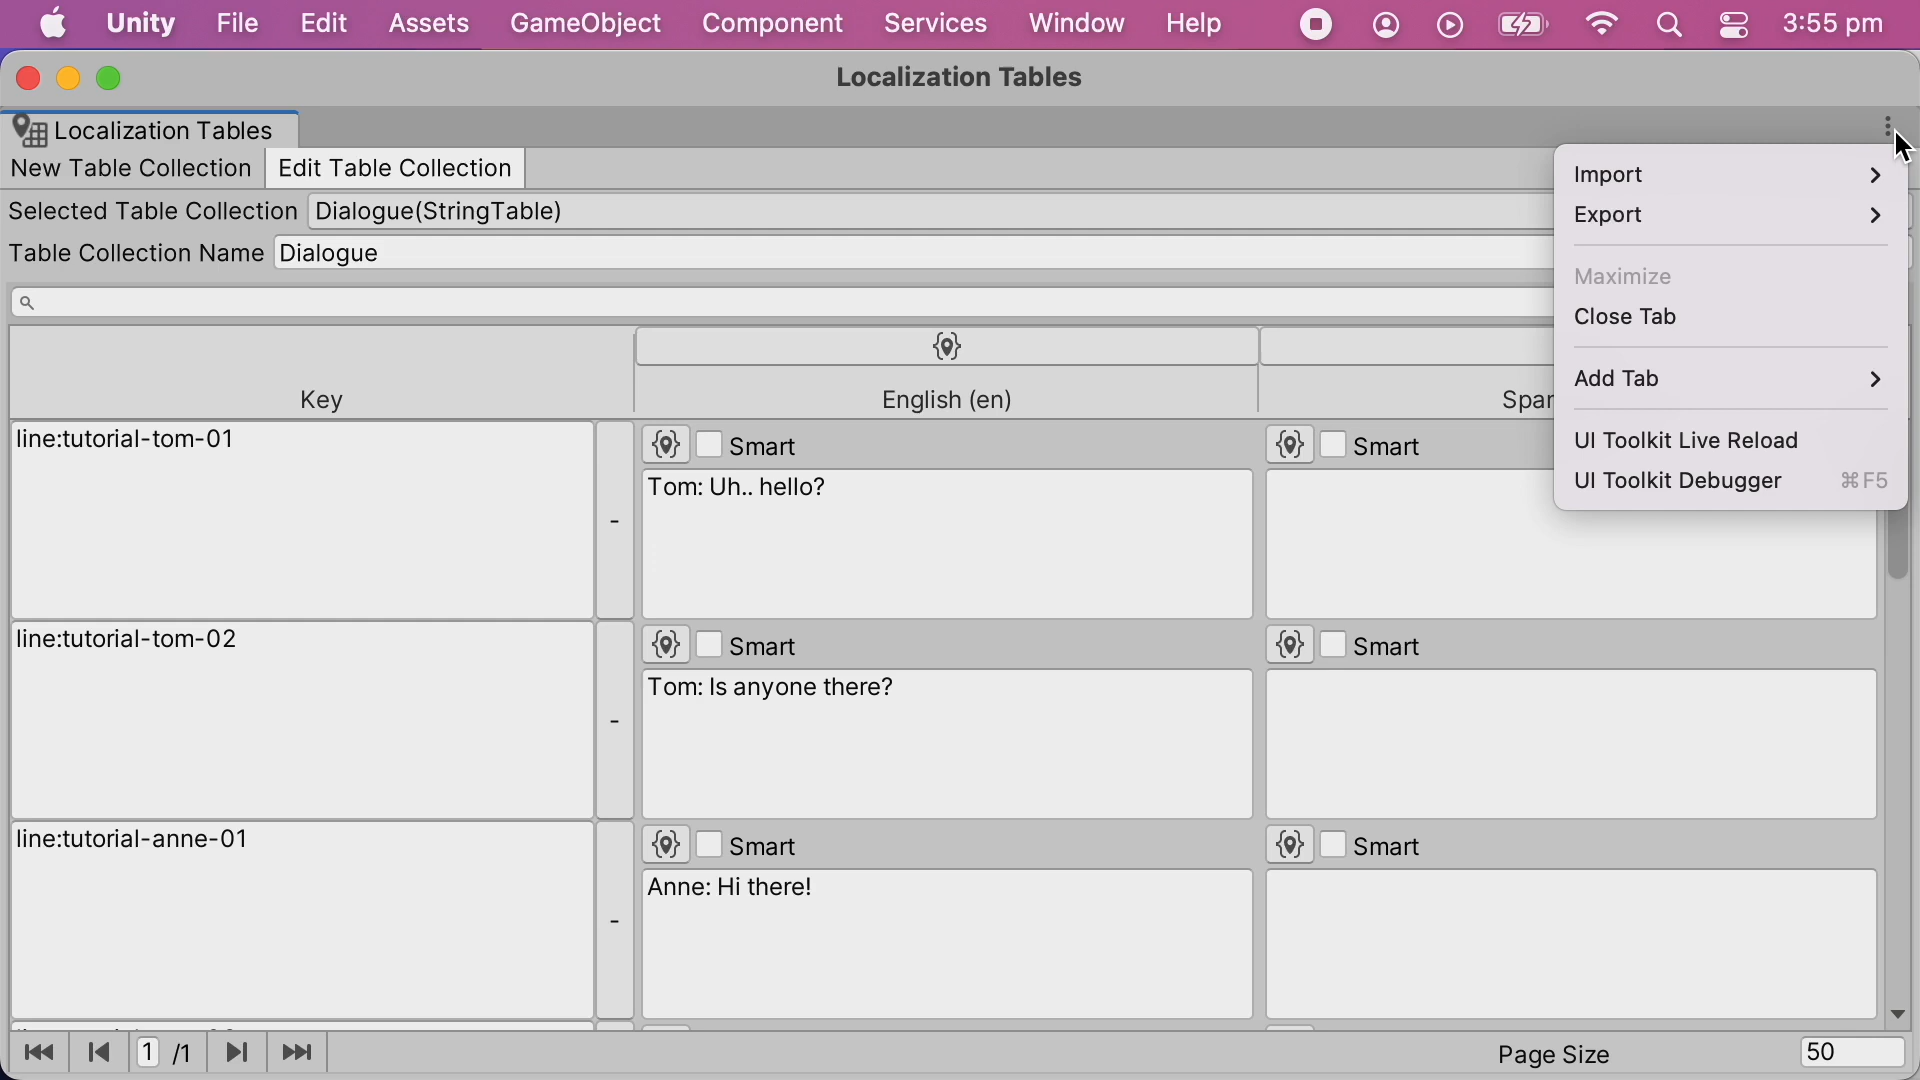 Unity File Edit Assets GameObject Component Services Window Help 3:55 pm
Localization Tables
Localization Tables
New Table Collection Edit Table Collection
Selected Table Collection Dialogue(StringTable)
Table Collection Name Dialogue
Import
Export
Maximize
Close Tab
Add Tab
UI Toolkit Live Reload
UI Toolkit Debugger ⌘F5
Key English (en)
line:tutorial-tom-01 - Smart Smart
Tom: Uh.. hello?
line:tutorial-tom-02 - Smart Smart
Tom: Is anyone there?
line:tutorial-anne-01 - Smart Smart
Anne: Hi there!
1 /1 Page Size 50